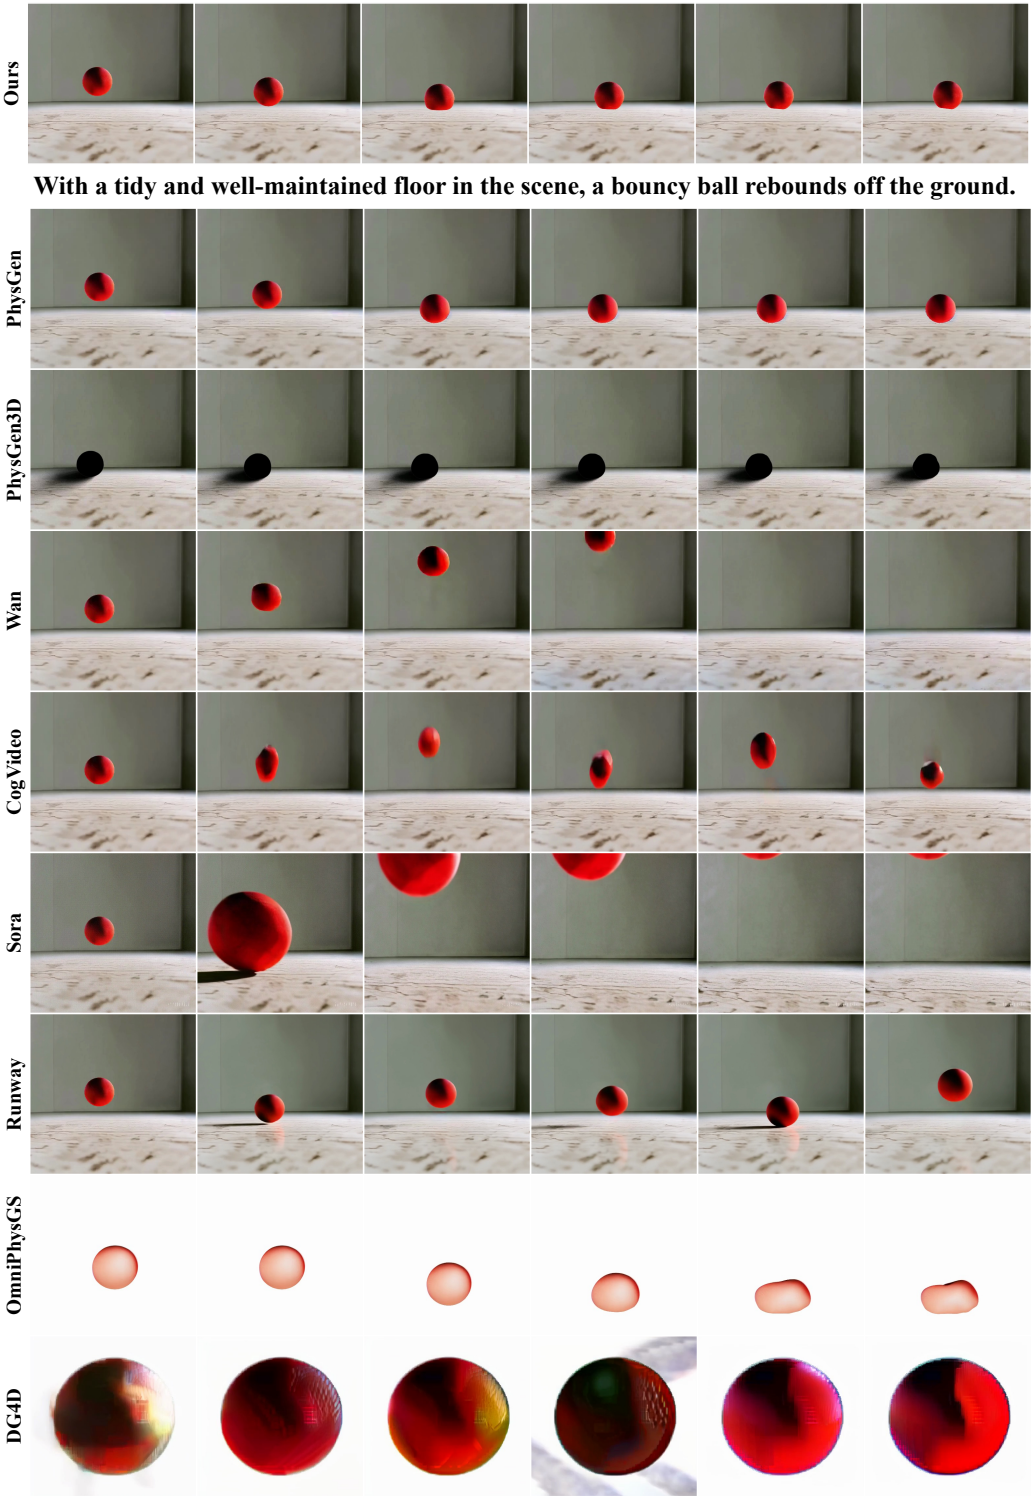 Ours
With a tidy and well-maintained floor in the scene, a bouncy ball rebounds off the ground.
PhysGen
PhysGen3D
Wan
CogVideo
Sora
Runway
OmniPhysGS
DG4D